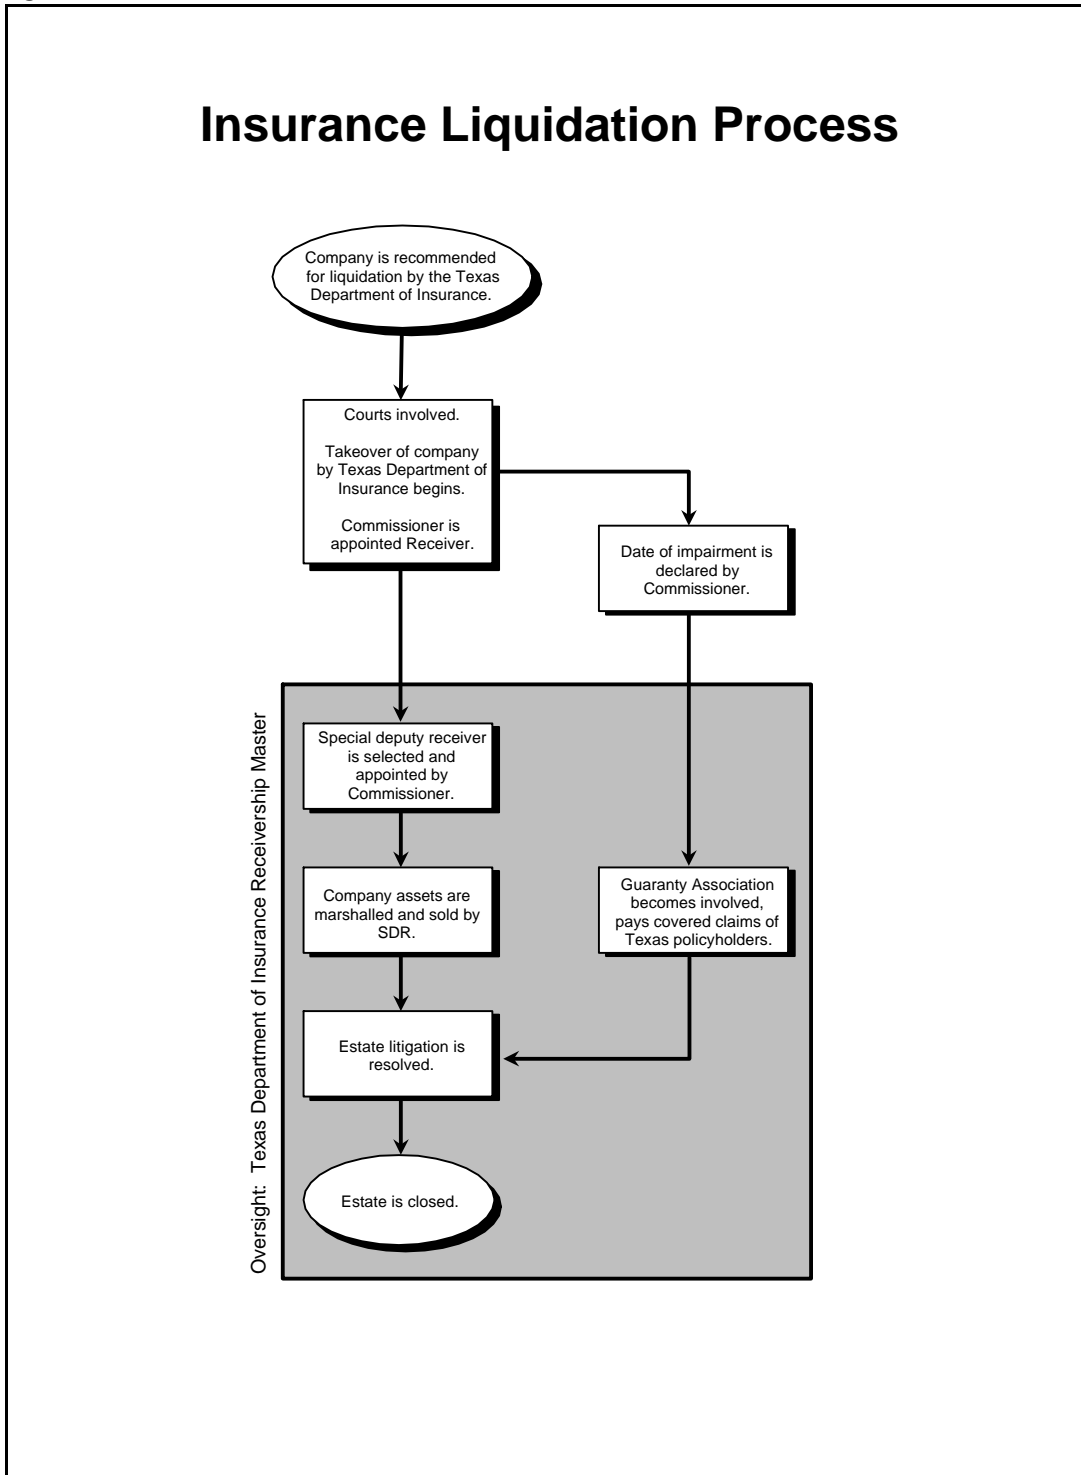 Insurance Liquidation Process
Company is recommended
for liquidation by the Texas
Department of Insurance.
Courts involved.
Takeover of company
by Texas Department of
Insurance begins.
Commissioner is
appointed Receiver.
Date of impairment is
declared by
Commissioner.
Oversight: Texas Department of Insurance Receivership Master
Special deputy receiver
is selected and
appointed by
Commissioner.
Company assets are
marshalled and sold by
SDR.
Guaranty Association
becomes involved,
pays covered claims of
Texas policyholders.
Estate litigation is
resolved.
Estate is closed.